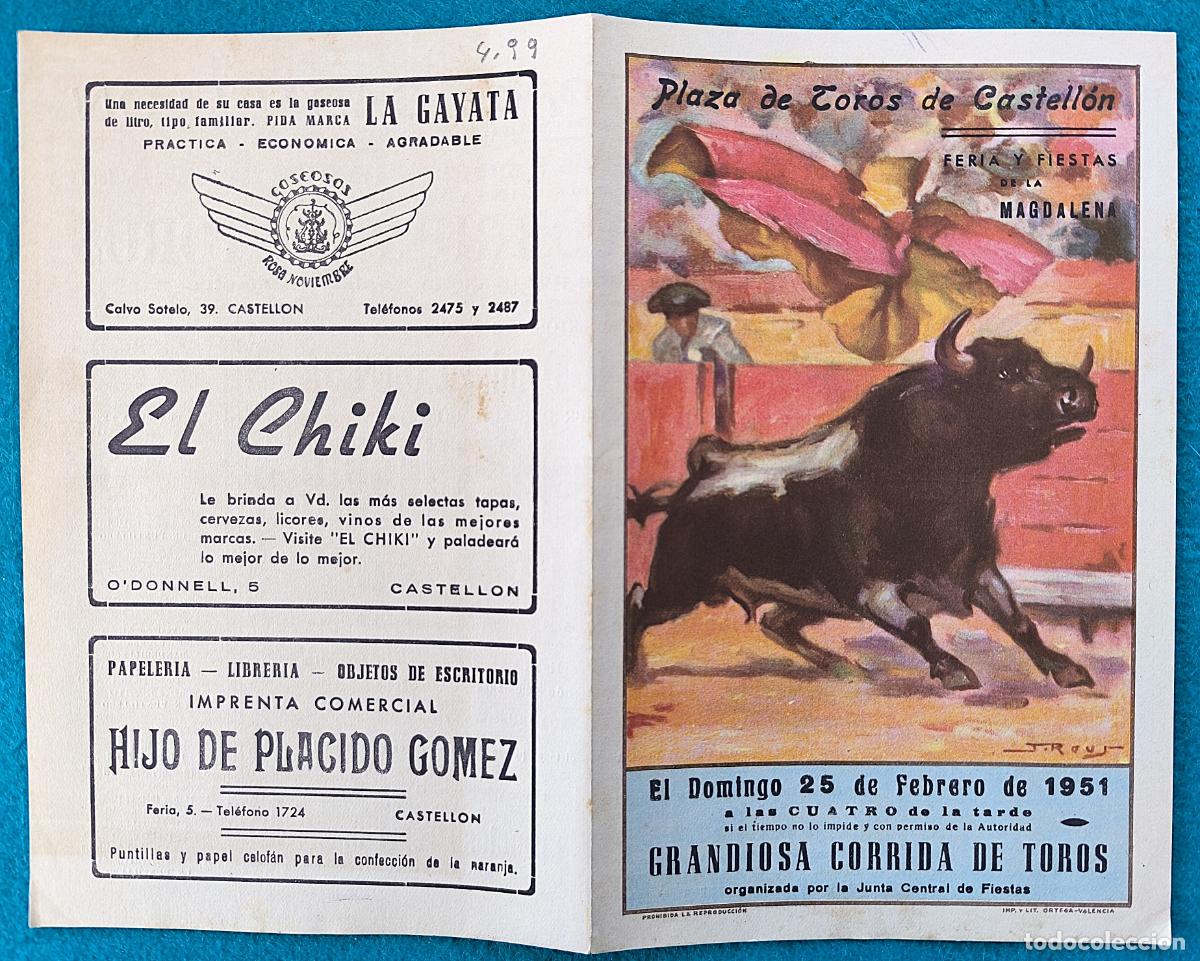 4.99
Una necesidad de su casa es la gaseosa
de litro, tipo familiar. PIDA MARCA LA GAYATA
PRACTICA - ECONOMICA - AGRADABLE
GASEOSAS
ROSA NOVIEMBRE
Calvo Sotelo, 39. CASTELLON Teléfonos 2475 y 2487
El Chiki
Le brinda a Vd. las más selectas tapas,
cervezas, licores, vinos de las mejores
marcas. — Visite "EL CHIKI" y paladeará
lo mejor de lo mejor.
O'DONNELL, 5 CASTELLON
PAPELERIA — LIBRERIA — OBJETOS DE ESCRITORIO
IMPRENTA COMERCIAL
HIJO DE PLACIDO GOMEZ
Feria, 5. — Teléfono 1724 CASTELLON
Puntillas y papel celofán para la confección de la naranja.
Plaza de Toros de Castellón
FERIA Y FIESTAS
DE LA
MAGDALENA
J. ROUS
El Domingo 25 de Febrero de 1951
a las CUATRO de la tarde
si el tiempo no lo impide y con permiso de la Autoridad
GRANDIOSA CORRIDA DE TOROS
organizada por la Junta Central de Fiestas
PROHIBIDA LA REPRODUCCIÓN IMP. Y LIT. ORTEGA-VALENCIA
todocoleccion